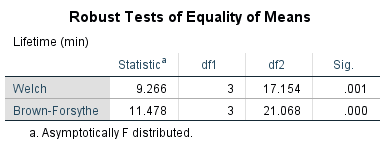 Robust Tests of Equality of Means
Lifetime (min)
Statistic^a df1 df2 Sig.
Welch 9.266 3 17.154 .001
Brown-Forsythe 11.478 3 21.068 .000
a. Asymptotically F distributed.